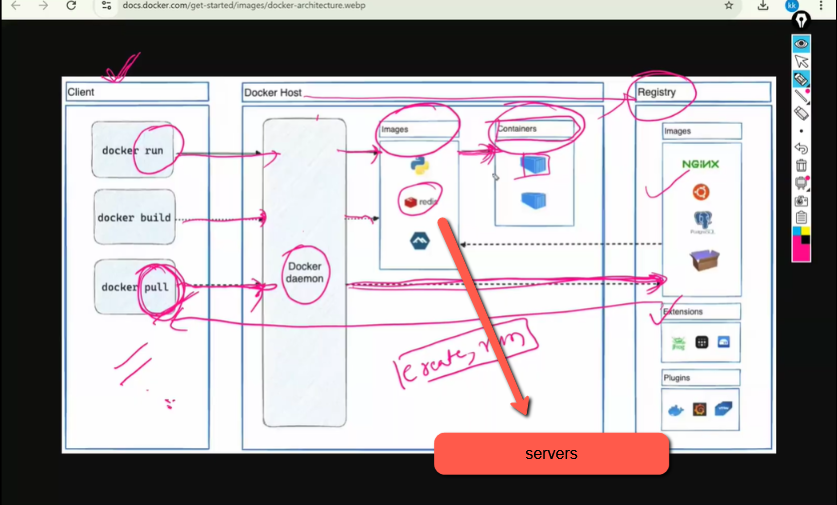 docs.docker.com/get-started/images/docker-architecture.webp
kk
Client
Docker Host
Registry
docker run
docker build
docker pull
Docker
daemon
Images
redis
Containers
Images
NGINX
Extensions
Plugins
create, run
servers